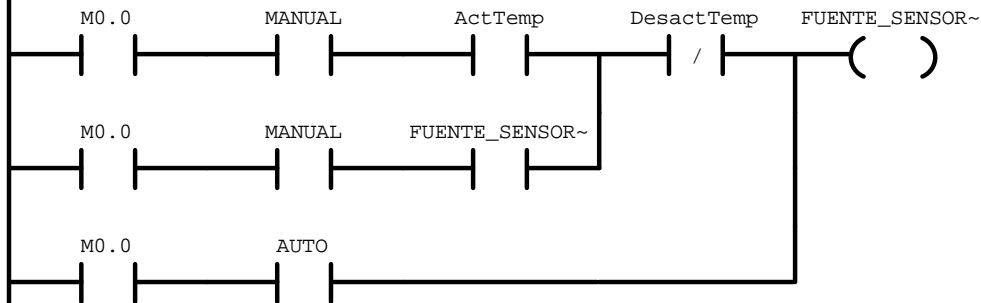 M0.0 MANUAL ActTemp DesactTemp FUENTE_SENSOR~
/
M0.0 MANUAL FUENTE_SENSOR~
M0.0 AUTO